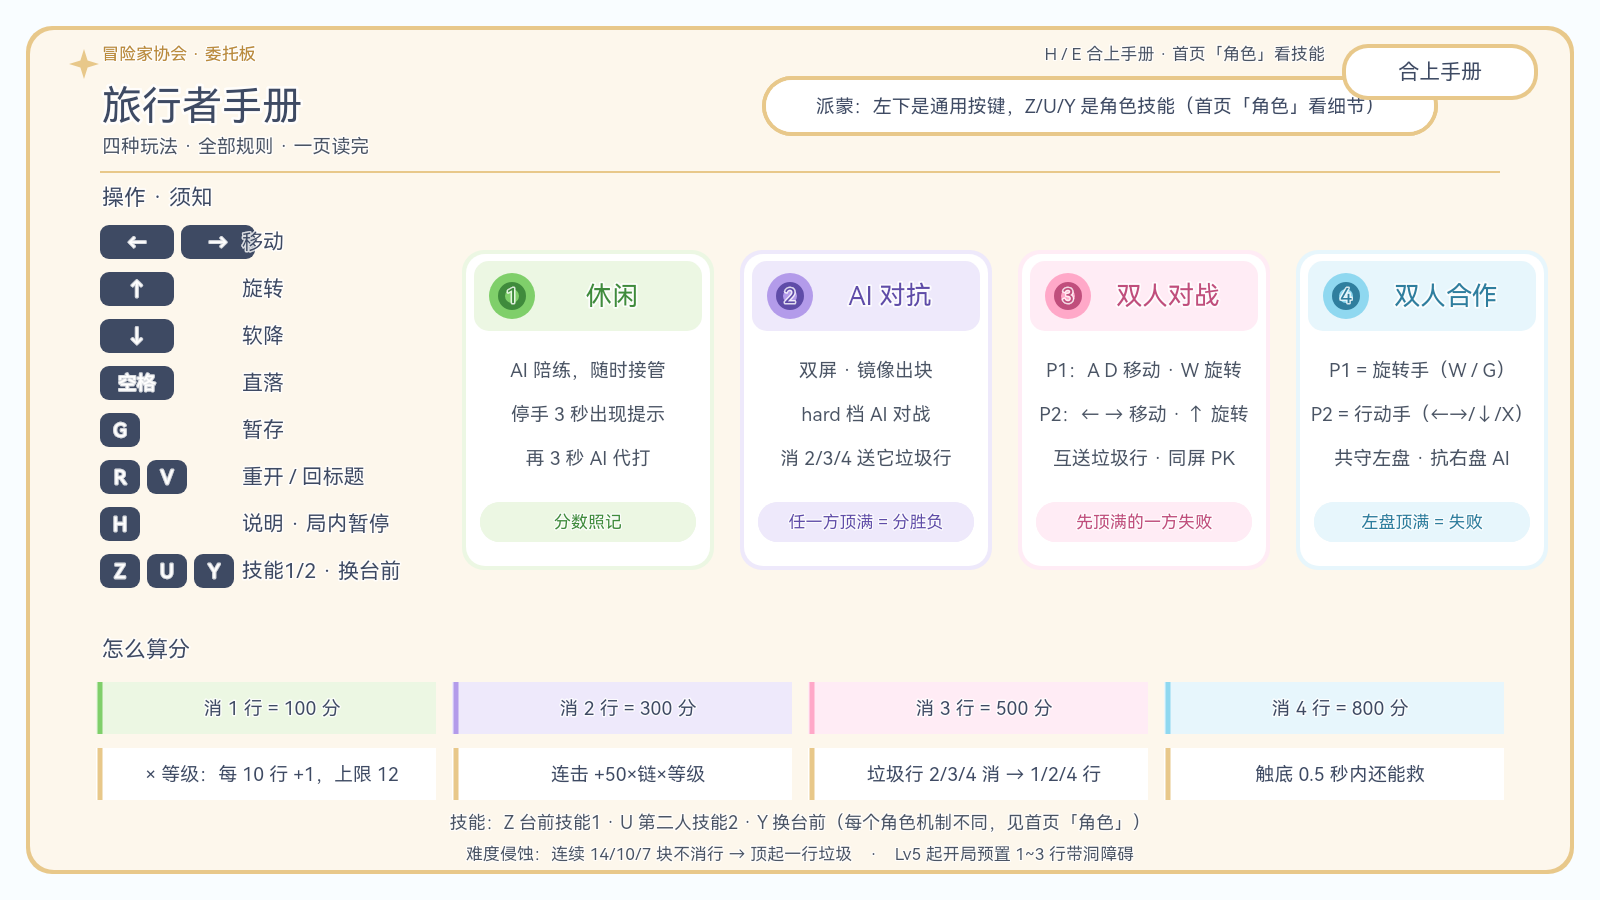 冒险家协会 · 委托板
H / E 合上手册 · 首页「角色」看技能
合上手册
旅行者手册
派蒙：左下是通用按键，Z/U/Y 是角色技能（首页「角色」看细节）
四种玩法 · 全部规则 · 一页读完
操作 · 须知
← → 移动
↑ 旋转
↓ 软降
空格 直落
G 暂存
R V 重开 / 回标题
H 说明 · 局内暂停
Z U Y 技能1/2 · 换台前
1 休闲
AI 陪练，随时接管
停手 3 秒出现提示
再 3 秒 AI 代打
分数照记
2 AI 对抗
双屏 · 镜像出块
hard 档 AI 对战
消 2/3/4 送它垃圾行
任一方顶满 = 分胜负
3 双人对战
P1：A D 移动 · W 旋转
P2：← → 移动 · ↑ 旋转
互送垃圾行 · 同屏 PK
先顶满的一方失败
4 双人合作
P1 = 旋转手（W / G）
P2 = 行动手（←→/↓/X）
共守左盘 · 抗右盘 AI
左盘顶满 = 失败
怎么算分
消 1 行 = 100 分
消 2 行 = 300 分
消 3 行 = 500 分
消 4 行 = 800 分
× 等级：每 10 行 +1，上限 12
连击 +50×链×等级
垃圾行 2/3/4 消 → 1/2/4 行
触底 0.5 秒内还能救
技能：Z 台前技能1 · U 第二人技能2 · Y 换台前（每个角色机制不同，见首页「角色」）
难度侵蚀：连续 14/10/7 块不消行 → 顶起一行垃圾 · Lv5 起开局预置 1~3 行带洞障碍